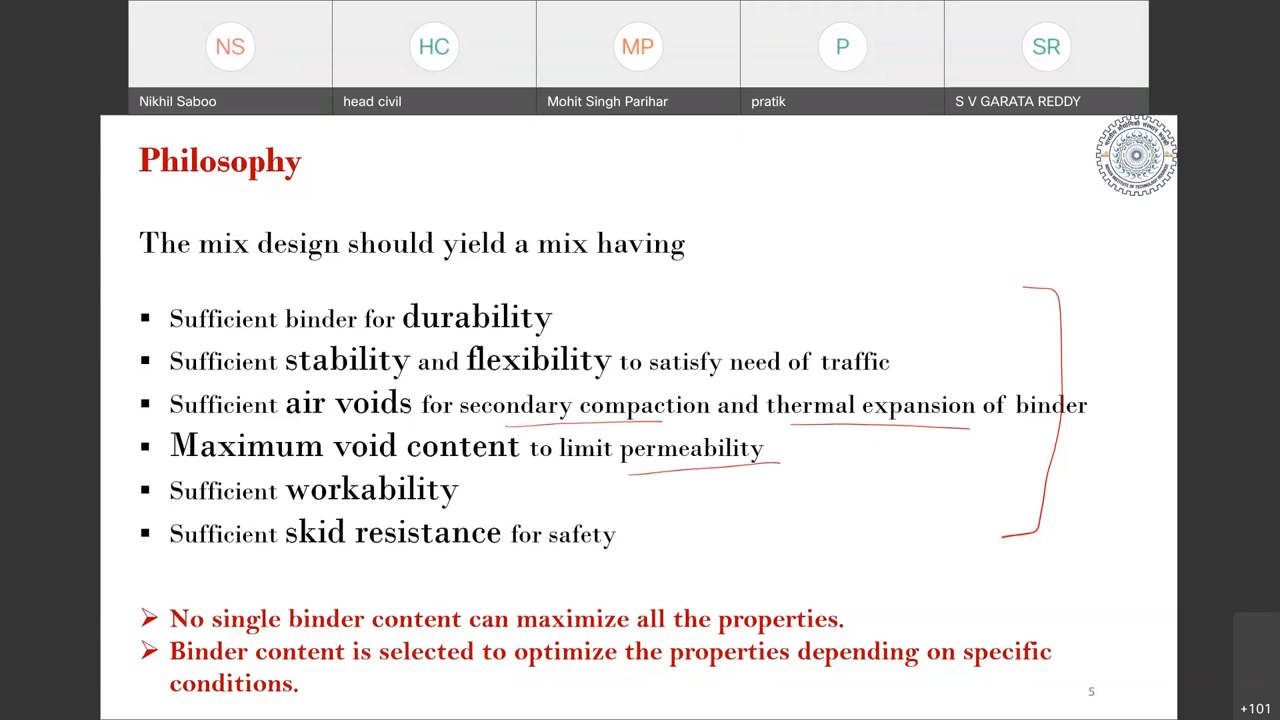 NS
HC
MP
P
SR
Nikhil Saboo
head civil
Mohit Singh Parihar
pratik
S V GARATA REDDY
Philosophy
The mix design should yield a mix having
▪ Sufficient binder for durability
▪ Sufficient stability and flexibility to satisfy need of traffic
▪ Sufficient air voids for secondary compaction and thermal expansion of binder
▪ Maximum void content to limit permeability
▪ Sufficient workability
▪ Sufficient skid resistance for safety
➢ No single binder content can maximize all the properties.
➢ Binder content is selected to optimize the properties depending on specific
conditions.
5
+101